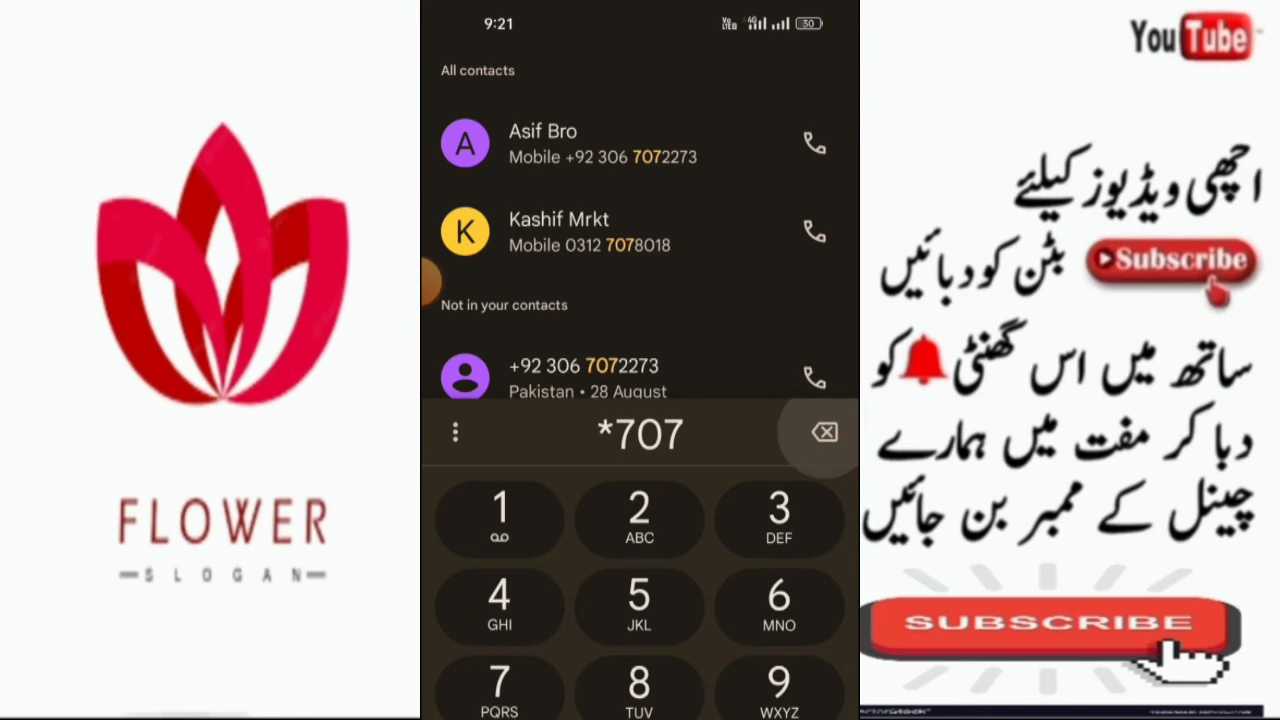 FLOWER
SLOGAN
9:21
30
All contacts
A
Asif Bro
Mobile +92 306 7072273
K
Kashif Mrkt
Mobile 0312 7078018
Not in your contacts
+92 306 7072273
Pakistan • 28 August
*707
1
2
ABC
3
DEF
4
GHI
5
JKL
6
MNO
7
PQRS
8
TUV
9
WXYZ
YouTube
اچھی ویڈیوز کیلئے
Subscribe بٹن کو دبائیں
ساتھ میں اس گھنٹی کو
دبا کر مفت میں ہمارے
چینل کے ممبر بن جائیں
SUBSCRIBE